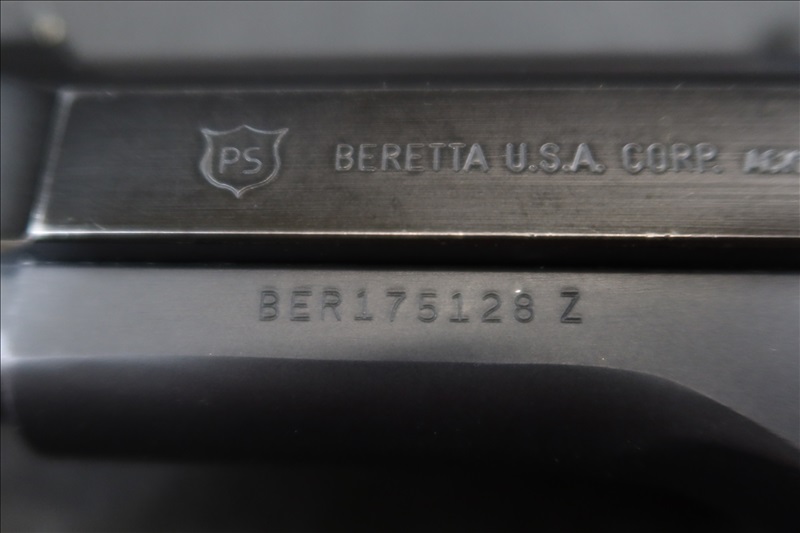 PS BERETTA U.S.A. CORP.
BER175128 Z